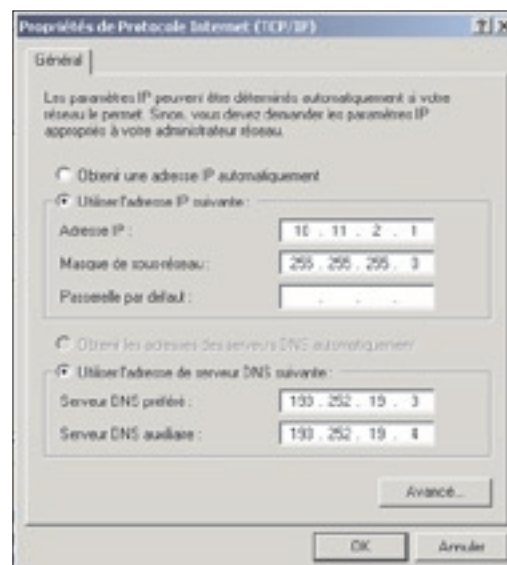 Propriétés de Protocole Internet (TCP/IP)
Général
Les paramètres IP peuvent être déterminés automatiquement si votre
réseau le permet. Sinon, vous devez demander les paramètres IP
appropriés à votre administrateur réseau.
Obtenir une adresse IP automatiquement
Utiliser l'adresse IP suivante :
Adresse IP : 10 . 11 . 2 . 1
Masque de sous-réseau : 255 . 255 . 255 .
Passerelle par défaut : . . .
Obtenir les adresses des serveurs DNS automatiquement
Utiliser l'adresse de serveur DNS suivante :
Serveur DNS préféré : 193 . 252 . 19 . 3
Serveur DNS auxiliaire : 193 . 252 . 19 .
Avancé...
OK Annuler